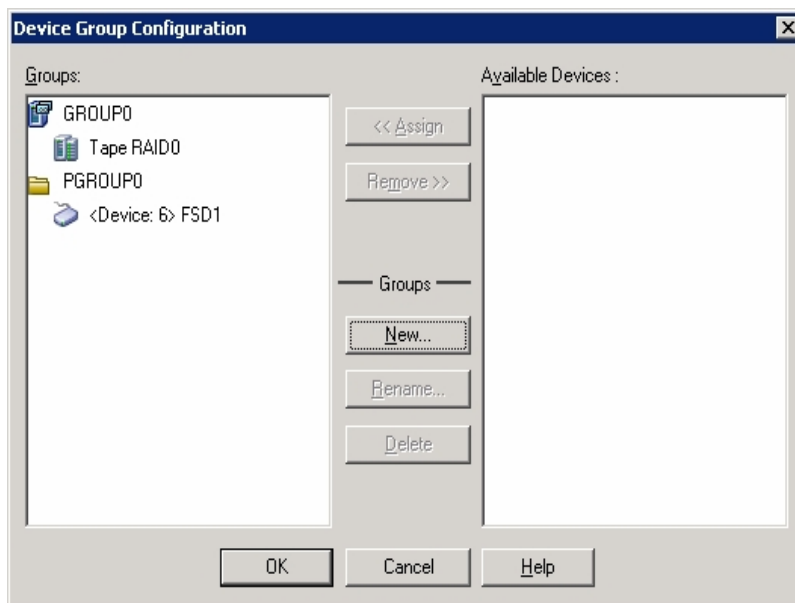 Device Group Configuration
Groups:
GROUP0
Tape RAID0
PGROUP0
<Device: 6> FSD1
<< Assign
Remove >>
Groups
New...
Rename...
Delete
Available Devices :
OK
Cancel
Help